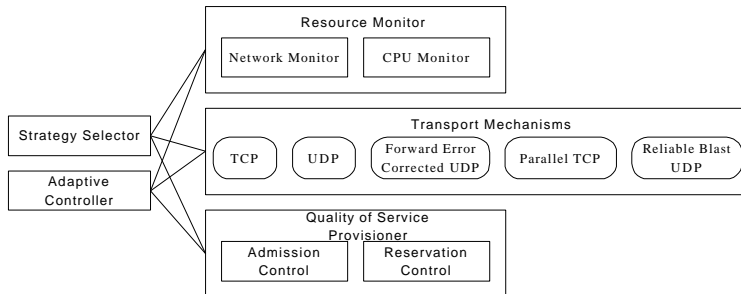 Resource Monitor
Network Monitor
CPU Monitor
Strategy Selector
Adaptive
Controller
Transport Mechanisms
TCP
UDP
Forward Error
Corrected UDP
Parallel TCP
Reliable Blast
UDP
Quality of Service
Provisioner
Admission
Control
Reservation
Control